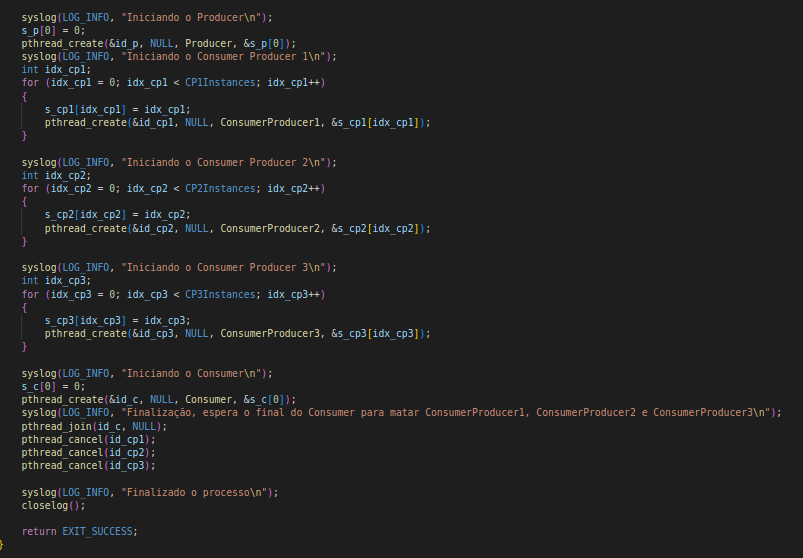 syslog(LOG_INFO, "Iniciando o Producer\n");
s_p[0] = 0;
pthread_create(&id_p, NULL, Producer, &s_p[0]);
syslog(LOG_INFO, "Iniciando o Consumer Producer 1\n");
int idx_cp1;
for (idx_cp1 = 0; idx_cp1 < CP1Instances; idx_cp1++)
{
    s_cp1[idx_cp1] = idx_cp1;
    pthread_create(&id_cp1, NULL, ConsumerProducer1, &s_cp1[idx_cp1]);
}
syslog(LOG_INFO, "Iniciando o Consumer Producer 2\n");
int idx_cp2;
for (idx_cp2 = 0; idx_cp2 < CP2Instances; idx_cp2++)
{
    s_cp2[idx_cp2] = idx_cp2;
    pthread_create(&id_cp2, NULL, ConsumerProducer2, &s_cp2[idx_cp2]);
}
syslog(LOG_INFO, "Iniciando o Consumer Producer 3\n");
int idx_cp3;
for (idx_cp3 = 0; idx_cp3 < CP3Instances; idx_cp3++)
{
    s_cp3[idx_cp3] = idx_cp3;
    pthread_create(&id_cp3, NULL, ConsumerProducer3, &s_cp3[idx_cp3]);
}
syslog(LOG_INFO, "Iniciando o Consumer\n");
s_c[0] = 0;
pthread_create(&id_c, NULL, Consumer, &s_c[0]);
syslog(LOG_INFO, "Finalização, espera o final do Consumer para matar ConsumerProducer1, ConsumerProducer2 e ConsumerProducer3\n");
pthread_join(id_c, NULL);
pthread_cancel(id_cp1);
pthread_cancel(id_cp2);
pthread_cancel(id_cp3);
syslog(LOG_INFO, "Finalizado o processo\n");
closelog();
return EXIT_SUCCESS;
}